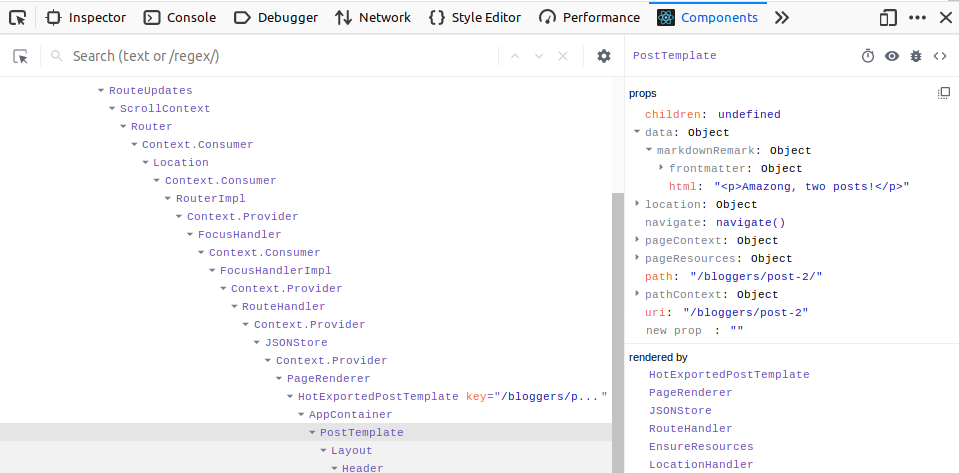 Inspector Console Debugger Network Style Editor Performance Components
Search (text or /regex/)
RouteUpdates
ScrollContext
Router
Context.Consumer
Location
Context.Consumer
RouterImpl
Context.Provider
FocusHandler
Context.Consumer
FocusHandlerImpl
Context.Provider
RouteHandler
Context.Provider
JSONStore
Context.Provider
PageRenderer
HotExportedPostTemplate key="/bloggers/p..."
AppContainer
PostTemplate
Layout
Header
PostTemplate
props
children: undefined
data: Object
markdownRemark: Object
frontmatter: Object
html: "<p>Amazong, two posts!</p>"
location: Object
navigate: navigate()
pageContext: Object
pageResources: Object
path: "/bloggers/post-2/"
pathContext: Object
uri: "/bloggers/post-2"
new prop : ""
rendered by
HotExportedPostTemplate
PageRenderer
JSONStore
RouteHandler
EnsureResources
LocationHandler